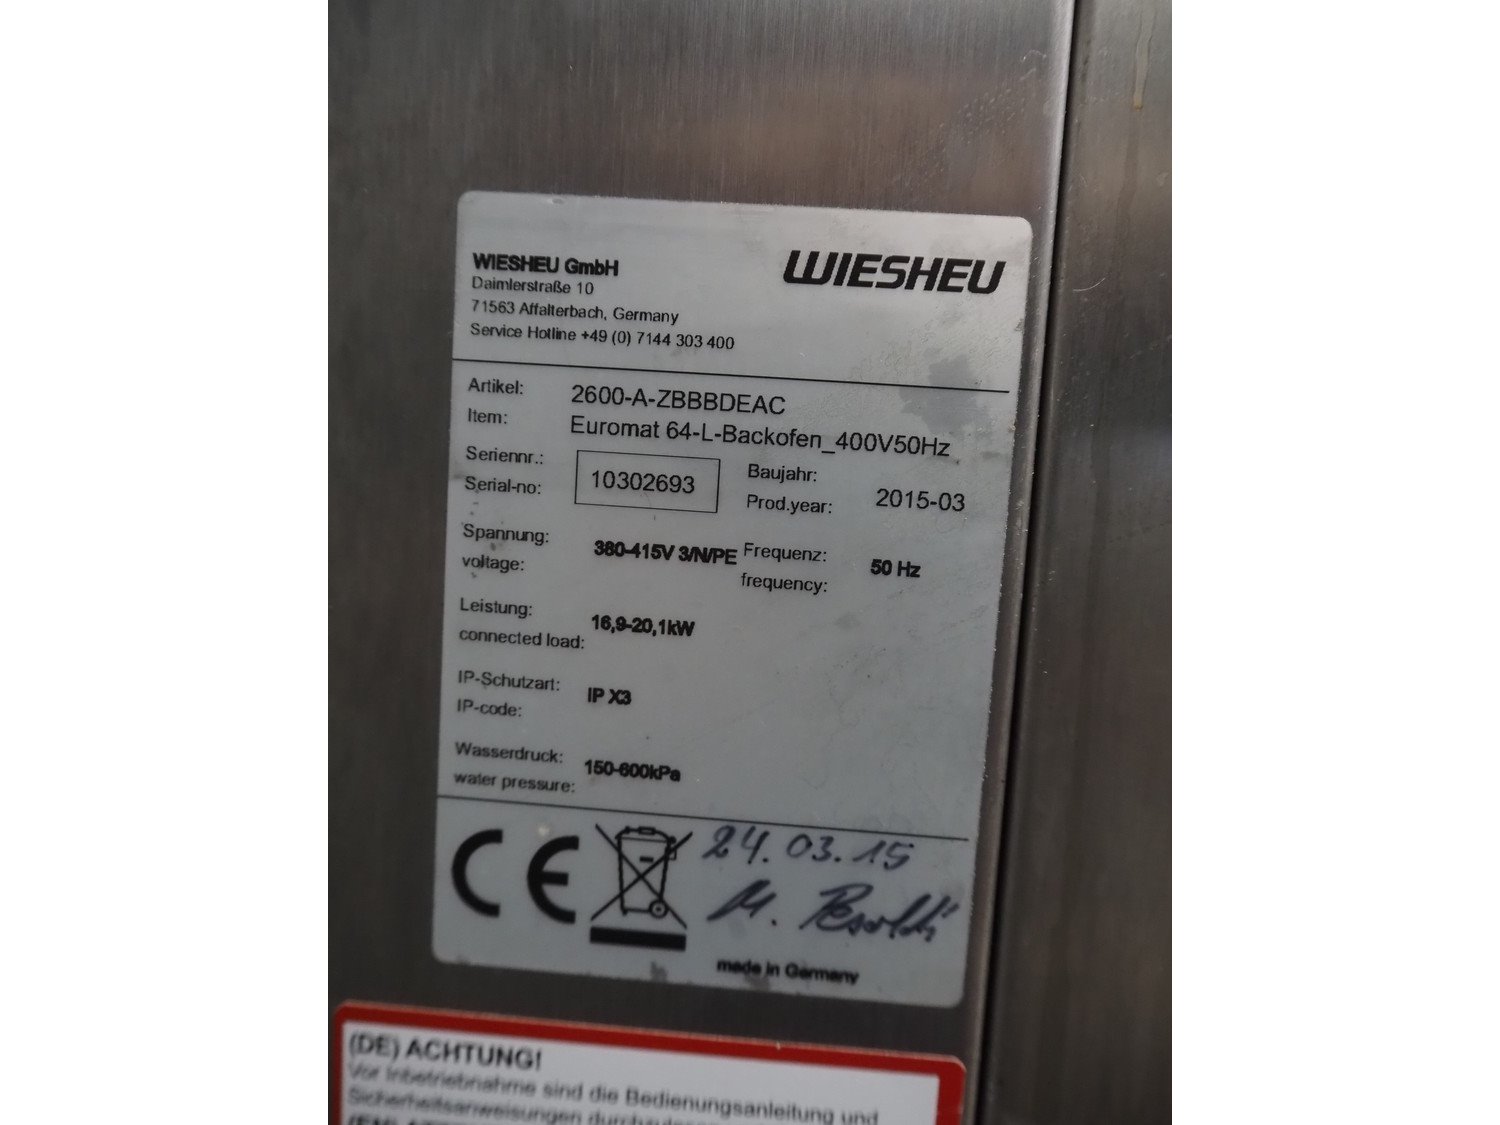 WIESHEU GmbH
Daimlerstraße 10
71563 Affalterbach, Germany
Service Hotline +49 (0) 7144 303 400
WIESHEU
Artikel: 2600-A-ZBBBDEAC
Item: Euromat 64-L-Backofen_400V50Hz
Seriennr.: Baujahr:
Serial-no: 10302693 Prod.year: 2015-03
Spannung: 380-415V 3/N/PE Frequenz: 50 Hz
voltage: frequency:
Leistung: 16,9-20,1kW
connected load:
IP-Schutzart: IP X3
IP-code:
Wasserdruck: 150-600kPa
water pressure:
CE
24.03.15
M.
made in Germany
(DE) ACHTUNG!
Vor Inbetriebnahme sind die Bedienungsanleitung und
Sicherheitsanweisungen